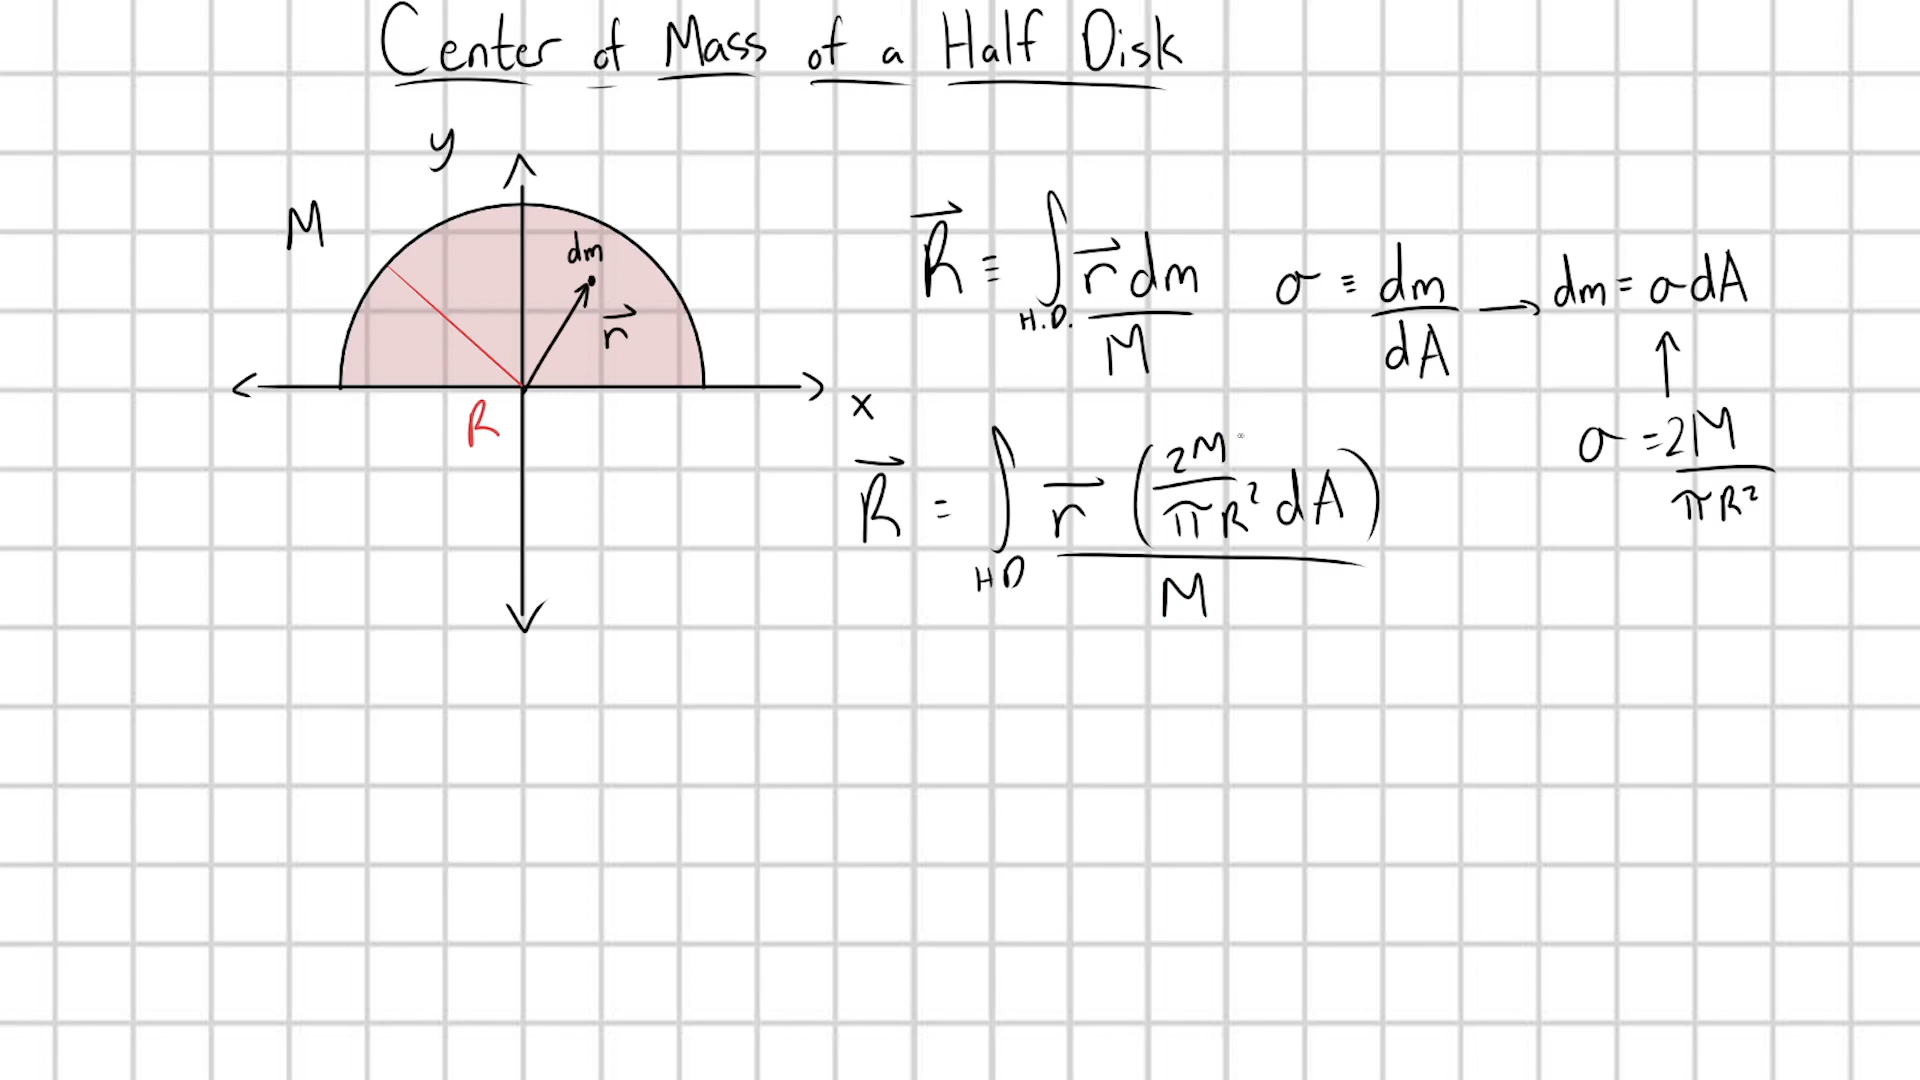 Center of Mass of a Half Disk
y
M
dm
r⃗
x
R
R⃗ ≡ ∫_{H.D.} r⃗ dm / M
σ ≡ dm / dA → dm = σ dA
↑
σ = 2M / πR²
R⃗ = ∫_{HD} r⃗ (2M / πR² dA) / M